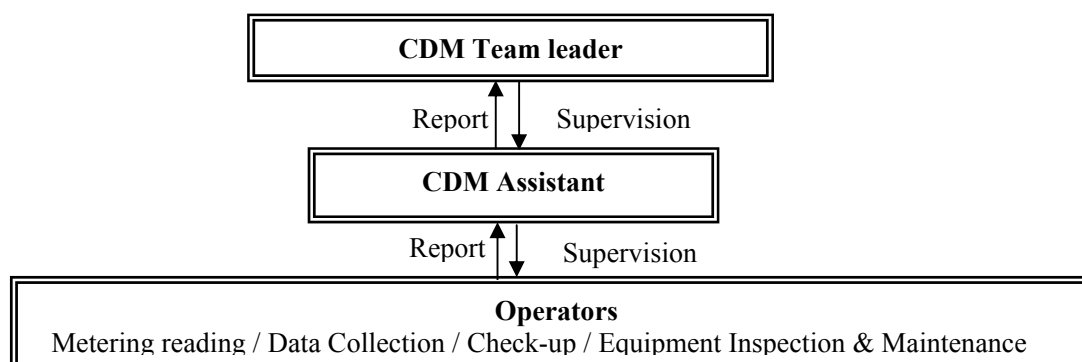 CDM Team leader
Report Supervision
CDM Assistant
Report Supervision
Operators
Metering reading / Data Collection / Check-up / Equipment Inspection & Maintenance